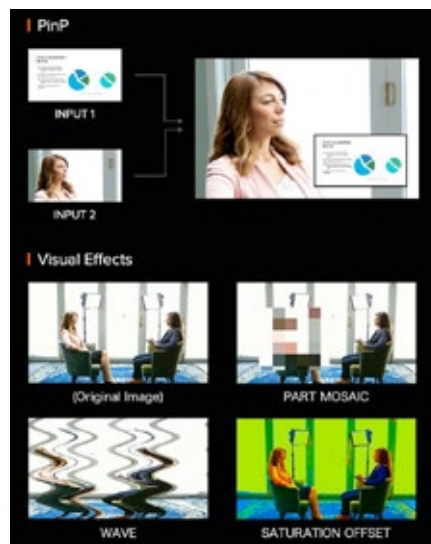 PinP
INPUT 1
INPUT 2
Visual Effects
(Original Image)
PART MOSAIC
WAVE
SATURATION OFFSET